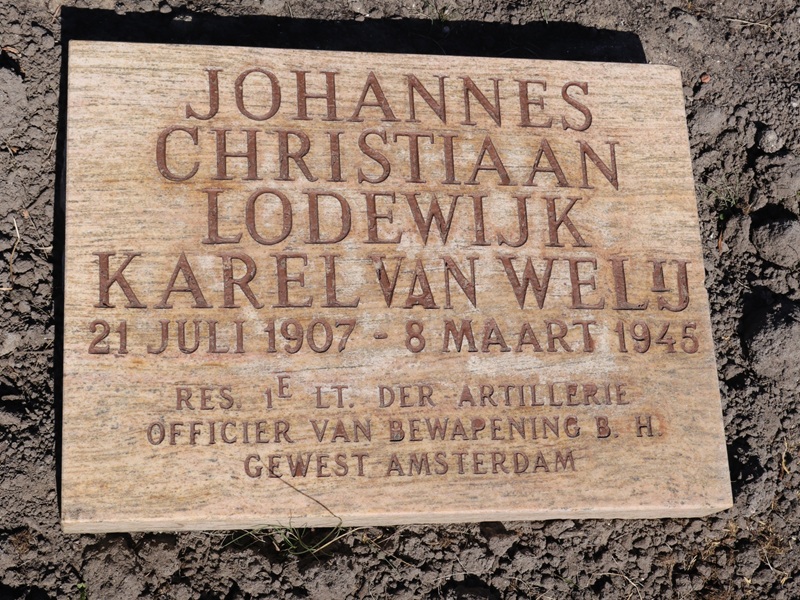 JOHANNES
CHRISTIAAN
LODEWIJK
KAREL VAN WELIJ
21 JULI 1907 - 8 MAART 1945
RES. 1E LT. DER ARTILLERIE
OFFICIER VAN BEWAPENING B. H.
GEWEST AMSTERDAM